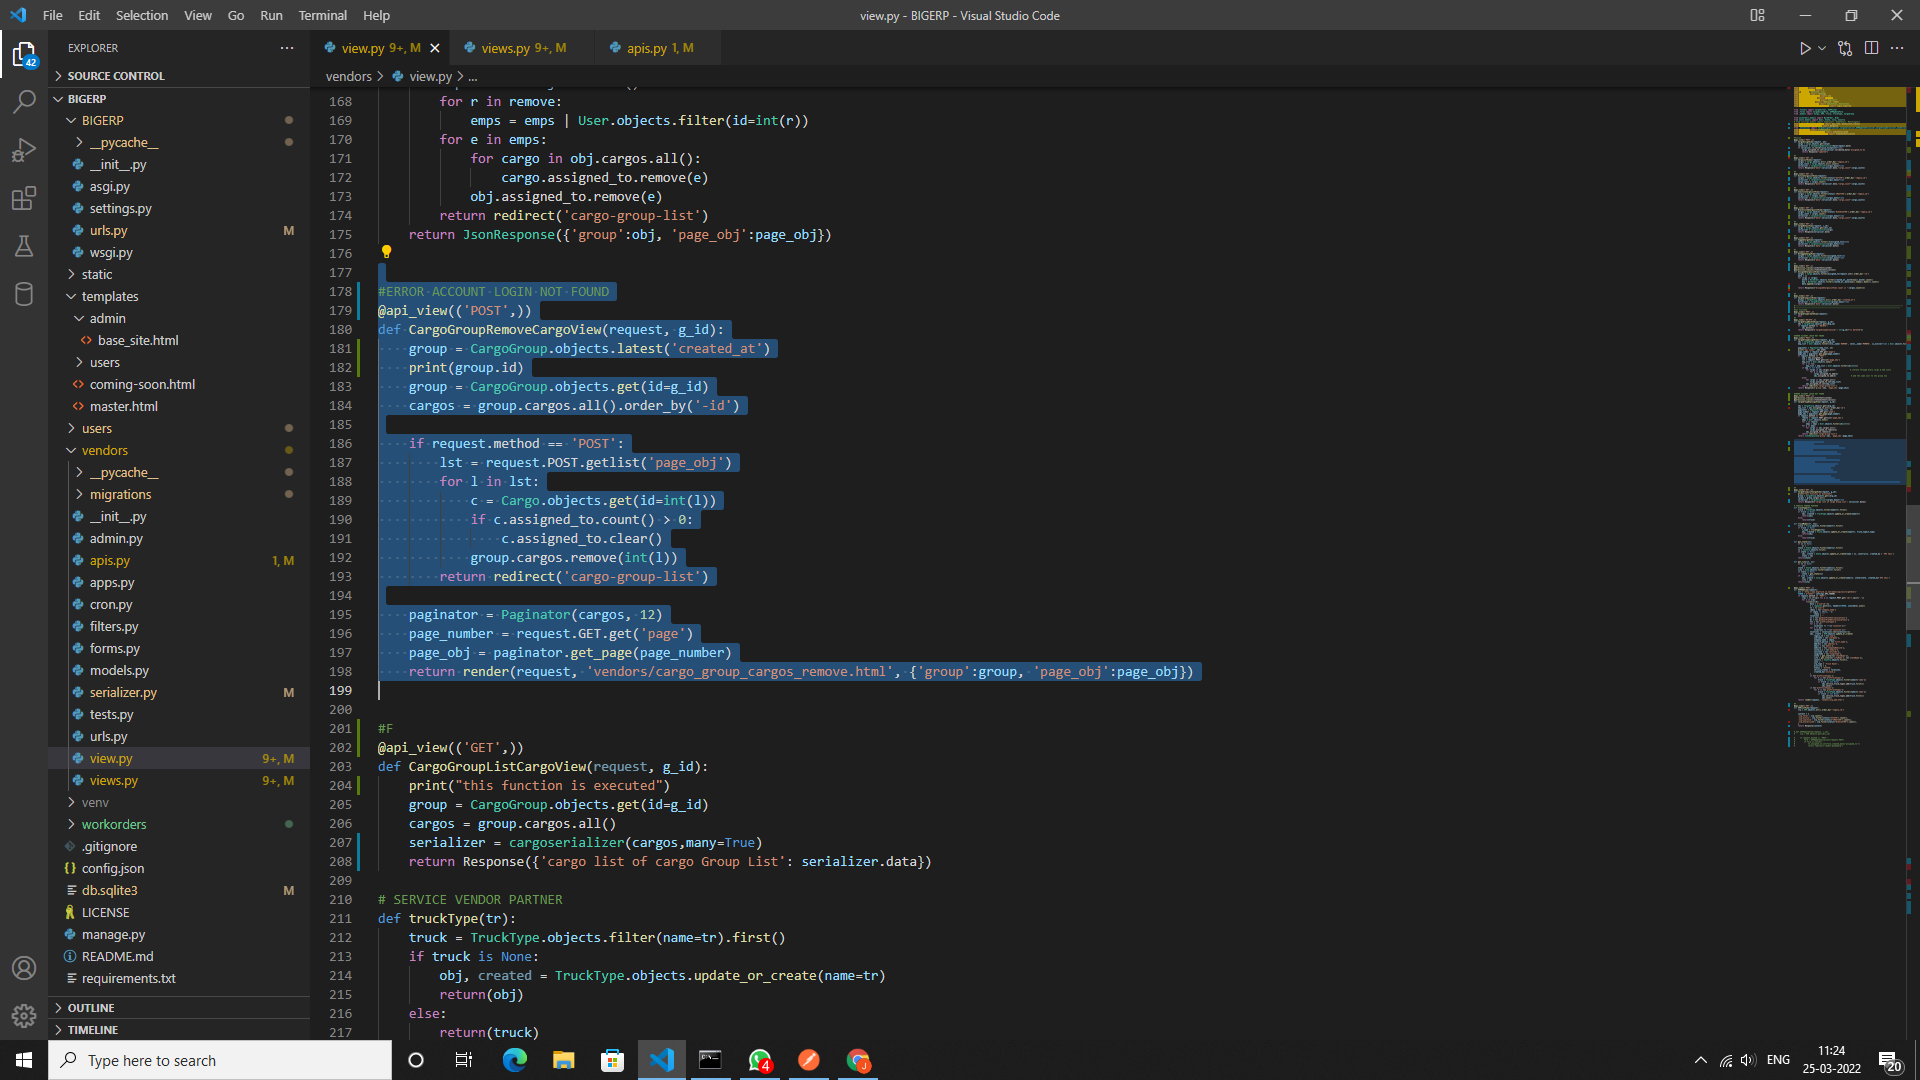 File Edit Selection View Go Run Terminal Help
view.py - BIGERP - Visual Studio Code
EXPLORER
view.py 9+, M
views.py 9+, M
apis.py 1, M
SOURCE CONTROL
vendors > view.py > ...
BIGERP
BIGERP
__pycache__
__init__.py
asgi.py
settings.py
urls.py M
wsgi.py
static
templates
admin
base_site.html
users
coming-soon.html
master.html
users
vendors
__pycache__
migrations
__init__.py
admin.py
apis.py 1, M
apps.py
cron.py
filters.py
forms.py
models.py
serializer.py M
tests.py
urls.py
view.py 9+, M
views.py 9+, M
venv
workorders
.gitignore
config.json
db.sqlite3 M
LICENSE
manage.py
README.md
requirements.txt
OUTLINE
TIMELINE
42
168 for r in remove:
169 emps = emps | User.objects.filter(id=int(r))
170 for e in emps:
171 for cargo in obj.cargos.all():
172 cargo.assigned_to.remove(e)
173 obj.assigned_to.remove(e)
174 return redirect('cargo-group-list')
175 return JsonResponse({'group':obj, 'page_obj':page_obj})
176
177
178 #ERROR ACCOUNT LOGIN NOT FOUND
179 @api_view(('POST',))
180 def CargoGroupRemoveCargoView(request, g_id):
181 group = CargoGroup.objects.latest('created_at')
182 print(group.id)
183 group = CargoGroup.objects.get(id=g_id)
184 cargos = group.cargos.all().order_by('-id')
185
186 if request.method == 'POST':
187 lst = request.POST.getlist('page_obj')
188 for l in lst:
189 c = Cargo.objects.get(id=int(l))
190 if c.assigned_to.count() > 0:
191 c.assigned_to.clear()
192 group.cargos.remove(int(l))
193 return redirect('cargo-group-list')
194
195 paginator = Paginator(cargos, 12)
196 page_number = request.GET.get('page')
197 page_obj = paginator.get_page(page_number)
198 return render(request, 'vendors/cargo_group_cargos_remove.html', {'group':group, 'page_obj':page_obj})
199
200
201 #F
202 @api_view(('GET',))
203 def CargoGroupListCargoView(request, g_id):
204 print("this function is executed")
205 group = CargoGroup.objects.get(id=g_id)
206 cargos = group.cargos.all()
207 serializer = cargoserializer(cargos,many=True)
208 return Response({'cargo list of cargo Group List': serializer.data})
209
210 # SERVICE VENDOR PARTNER
211 def truckType(tr):
212 truck = TruckType.objects.filter(name=tr).first()
213 if truck is None:
214 obj, created = TruckType.objects.update_or_create(name=tr)
215 return(obj)
216 else:
217 return(truck)
Type here to search
4
ENG
11:24
25-03-2022
20